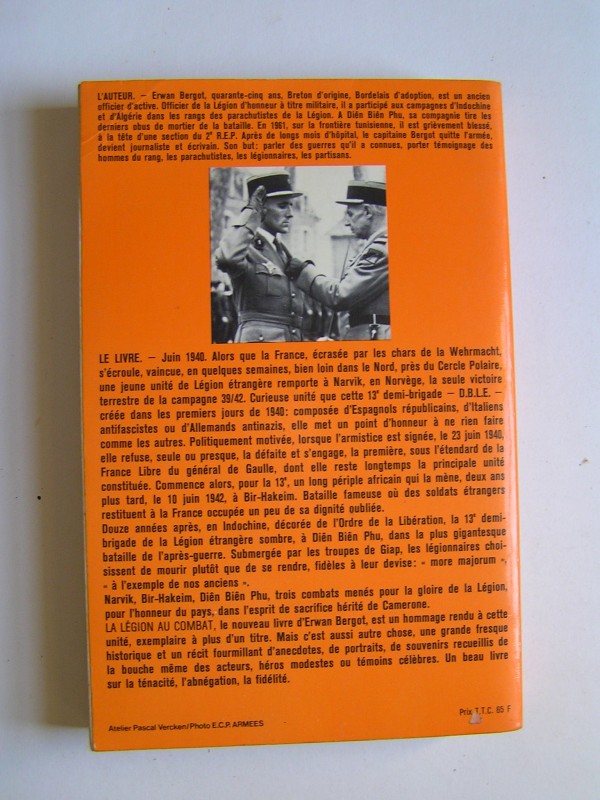 L'AUTEUR. — Erwan Bergot, quarante-cinq ans, Breton d'origine, Bordelais d'adoption, est un ancien
officier d'active. Officier de la Légion d'honneur à titre militaire, il a participé aux campagnes d'Indochine
et d'Algérie dans les rangs des parachutistes de la Légion. A Diên Biên Phu, sa compagnie tire les
derniers obus de mortier de la bataille. En 1961, sur la frontière tunisienne, il est grièvement blessé,
à la tête d'une section du 2e R.E.P. Après de longs mois d'hôpital, le capitaine Bergot quitte l'armée,
devient journaliste et écrivain. Son but: parler des guerres qu'il a connues, porter témoignage des
hommes du rang, les parachutistes, les légionnaires, les partisans.
LE LIVRE. — Juin 1940. Alors que la France, écrasée par les chars de la Wehrmacht,
s'écroule, vaincue, en quelques semaines, bien loin dans le Nord, près du Cercle Polaire,
une jeune unité de Légion étrangère remporte à Narvik, en Norvège, la seule victoire
terrestre de la campagne 39/42. Curieuse unité que cette 13e demi-brigade — D.B.L.E. —
créée dans les premiers jours de 1940: composée d'Espagnols républicains, d'Italiens
antifascistes ou d'Allemands antinazis, elle met un point d'honneur à ne rien faire
comme les autres. Politiquement motivée, lorsque l'armistice est signée, le 23 juin 1940,
elle refuse, seule ou presque, la défaite et s'engage, la première, sous l'étendard de la
France Libre du général de Gaulle, dont elle reste longtemps la principale unité
constituée. Commence alors, pour la 13e, un long périple africain qui la mène, deux ans
plus tard, le 10 juin 1942, à Bir-Hakeim. Bataille fameuse où des soldats étrangers
restituent à la France occupée un peu de sa dignité oubliée.
Douze années après, en Indochine, décorée de l'Ordre de la Libération, la 13e demi-
brigade de la Légion étrangère sombre, à Diên Biên Phu, dans la plus gigantesque
bataille de l'après-guerre. Submergée par les troupes de Giap, les légionnaires choi-
sissent de mourir plutôt que de se rendre, fidèles à leur devise: « more majorum »,
« à l'exemple de nos anciens ».
Narvik, Bir-Hakeim, Diên Biên Phu, trois combats menés pour la gloire de la Légion,
pour l'honneur du pays, dans l'esprit de sacrifice hérité de Camerone.
LA LÉGION AU COMBAT, le nouveau livre d'Erwan Bergot, est un hommage rendu à cette
unité, exemplaire à plus d'un titre. Mais c'est aussi autre chose, une grande fresque
historique et un récit fourmillant d'anecdotes, de portraits, de souvenirs recueillis de
la bouche même des acteurs, héros modestes ou témoins célèbres. Un beau livre
sur la ténacité, l'abnégation, la fidélité.
Prix T.T.C. 65 F
Atelier Pascal Vercken/Photo E.C.P. ARMEES